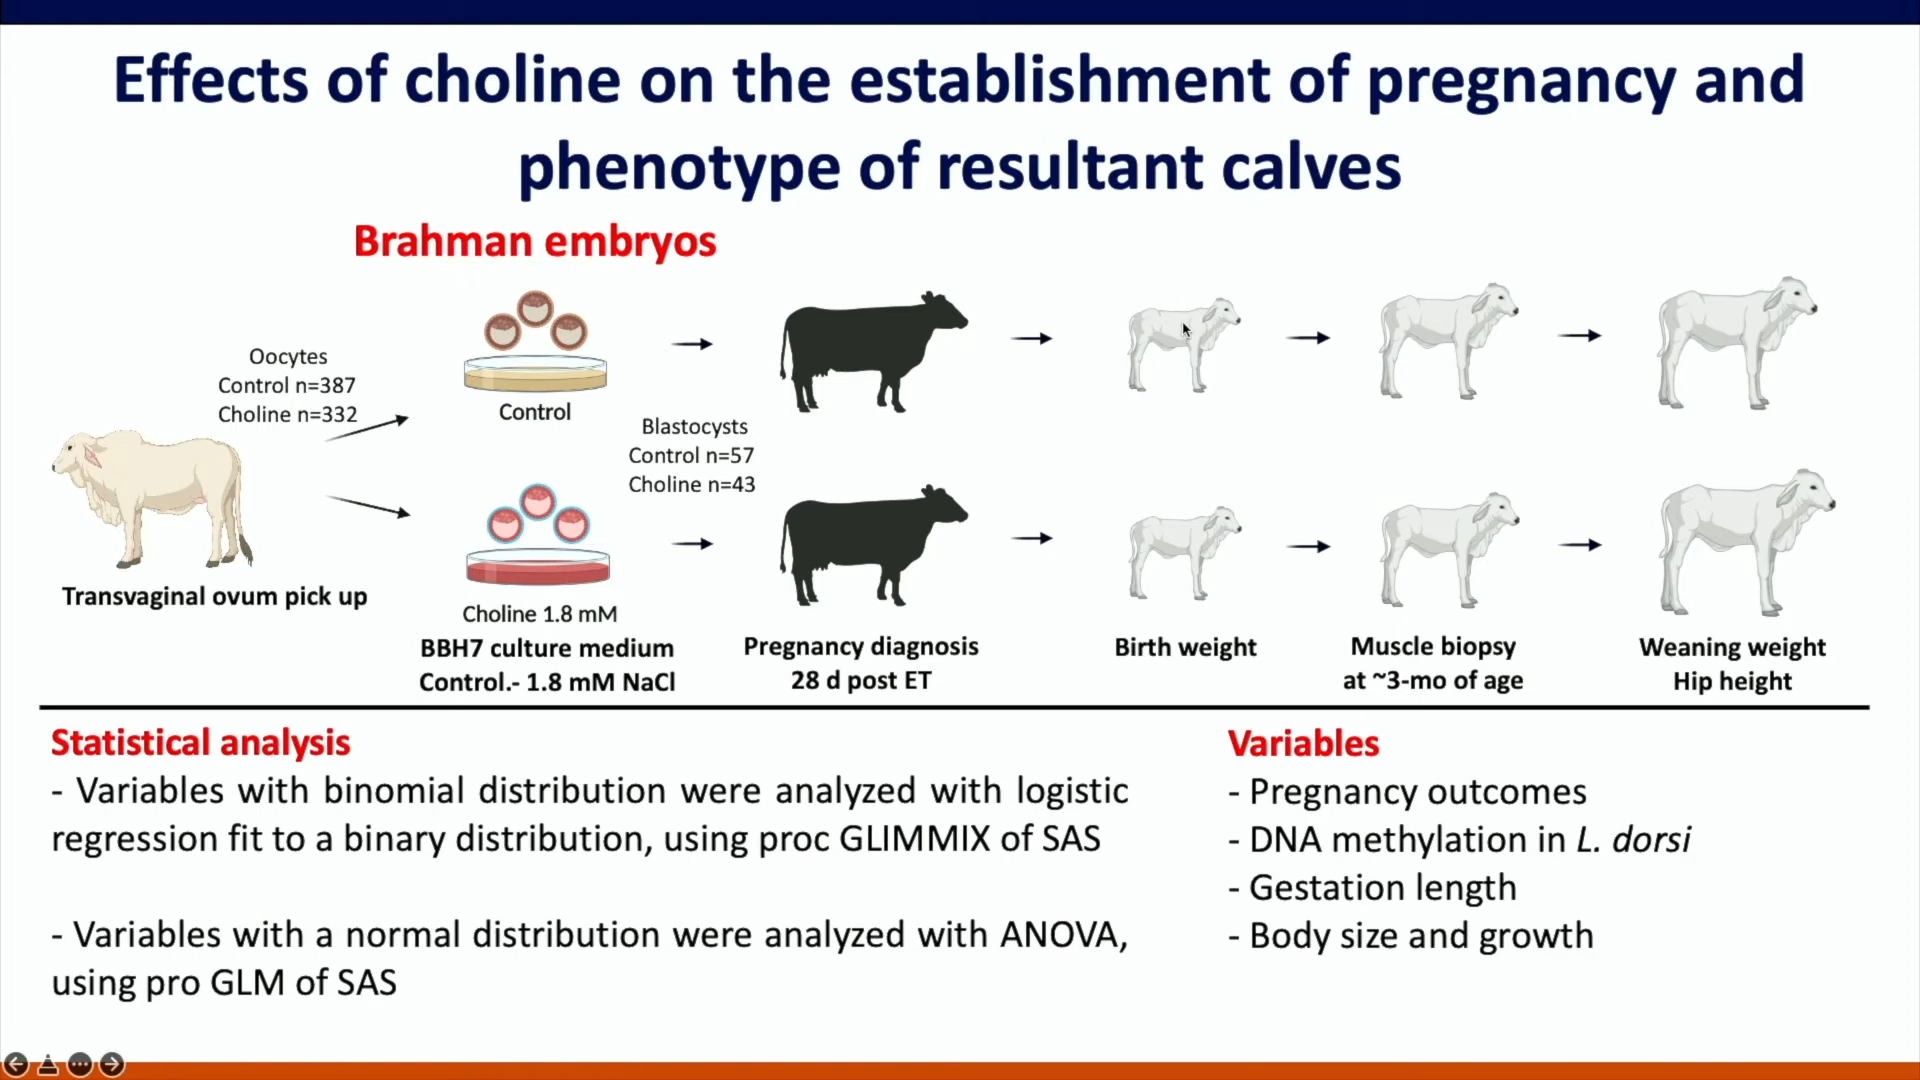 Effects of choline on the establishment of pregnancy and
phenotype of resultant calves
Brahman embryos
Oocytes
Control n=387
Choline n=332
Control
Blastocysts
Control n=57
Choline n=43
Transvaginal ovum pick up
Choline 1.8 mM
BBH7 culture medium
Control.- 1.8 mM NaCl
Pregnancy diagnosis
28 d post ET
Birth weight
Muscle biopsy
at ~3-mo of age
Weaning weight
Hip height
Statistical analysis
- Variables with binomial distribution were analyzed with logistic
regression fit to a binary distribution, using proc GLIMMIX of SAS
- Variables with a normal distribution were analyzed with ANOVA,
using pro GLM of SAS
Variables
- Pregnancy outcomes
- DNA methylation in L. dorsi
- Gestation length
- Body size and growth